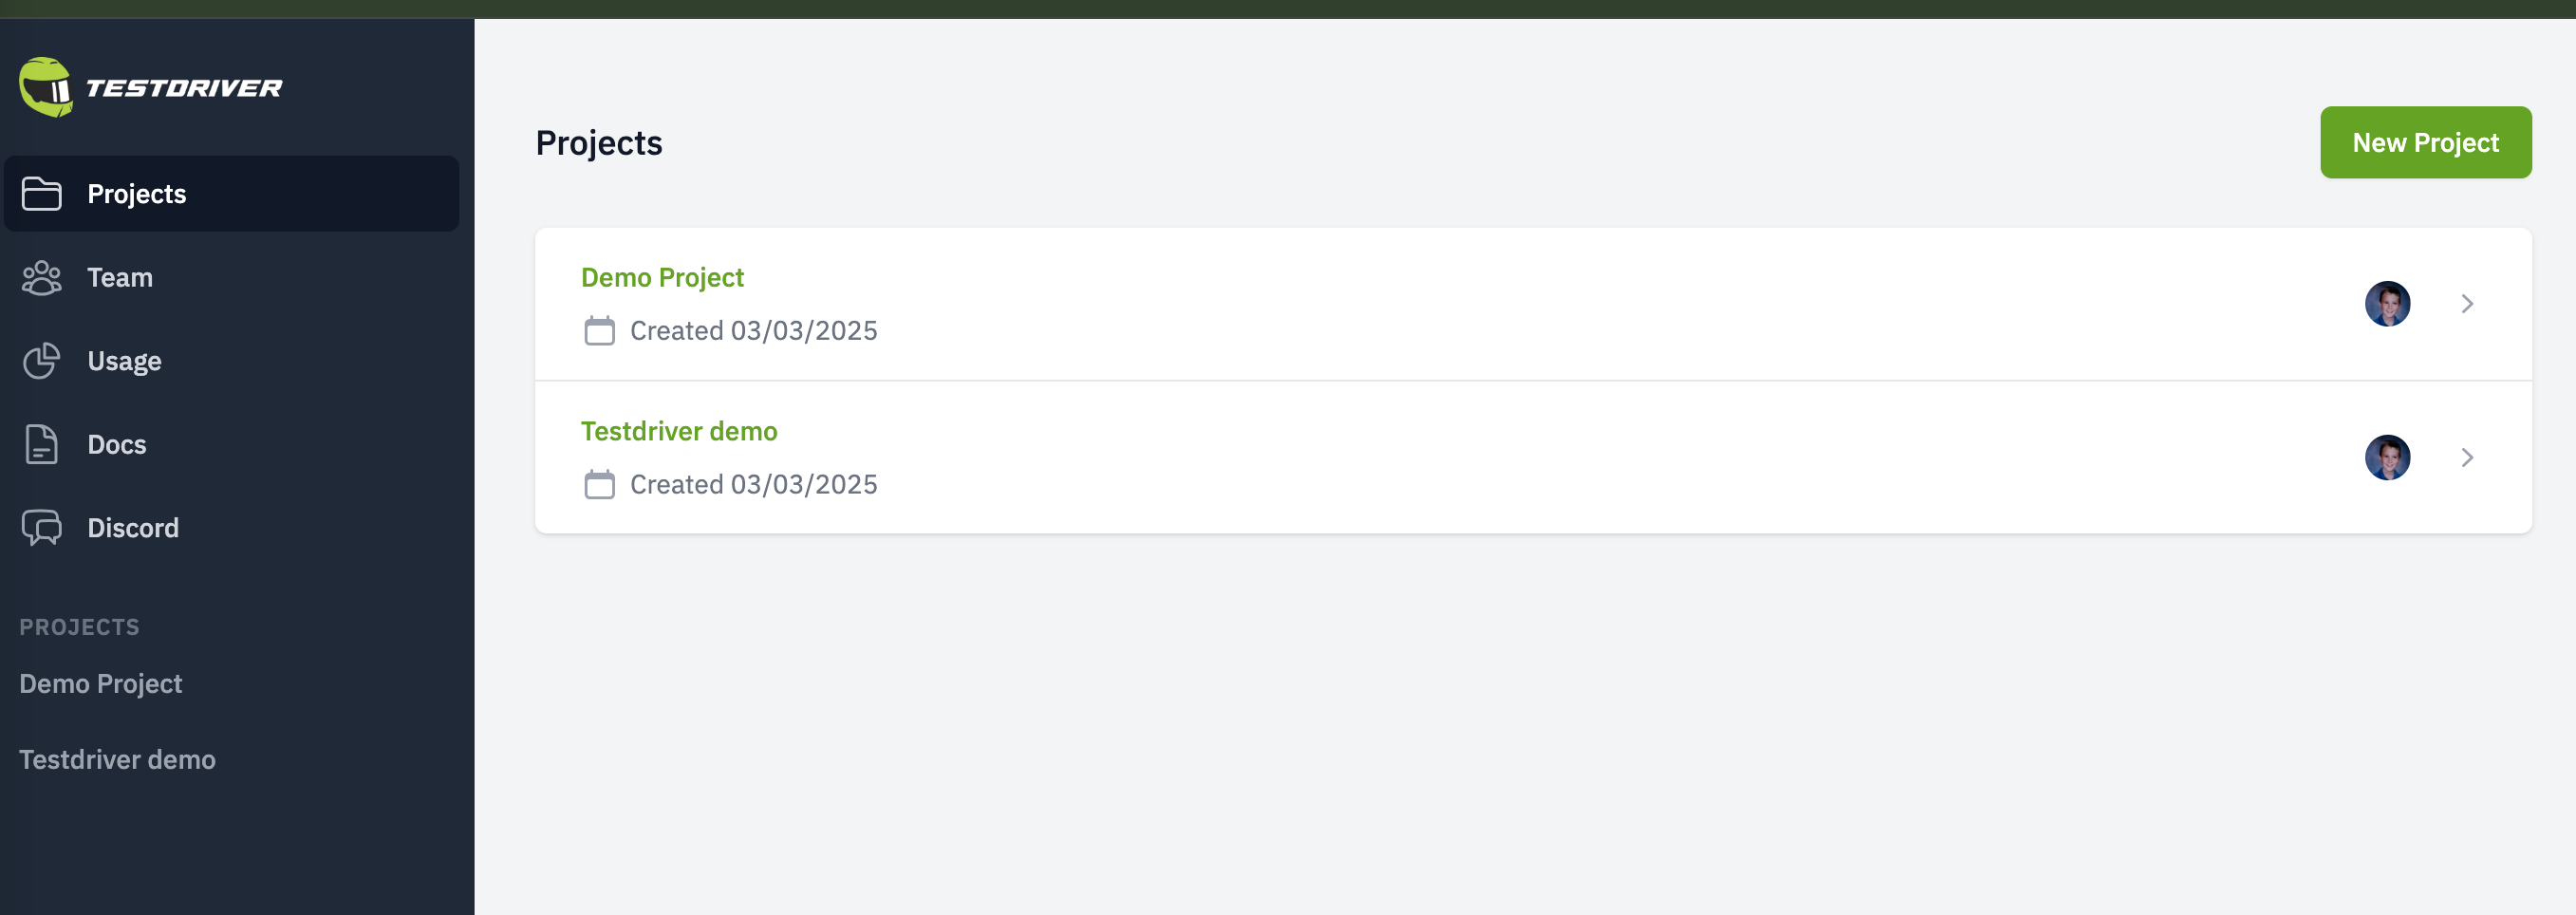 TESTDRIVER
Projects
Team
Usage
Docs
Discord
PROJECTS
Demo Project
Testdriver demo
Projects
New Project
Demo Project
Created 03/03/2025
Testdriver demo
Created 03/03/2025